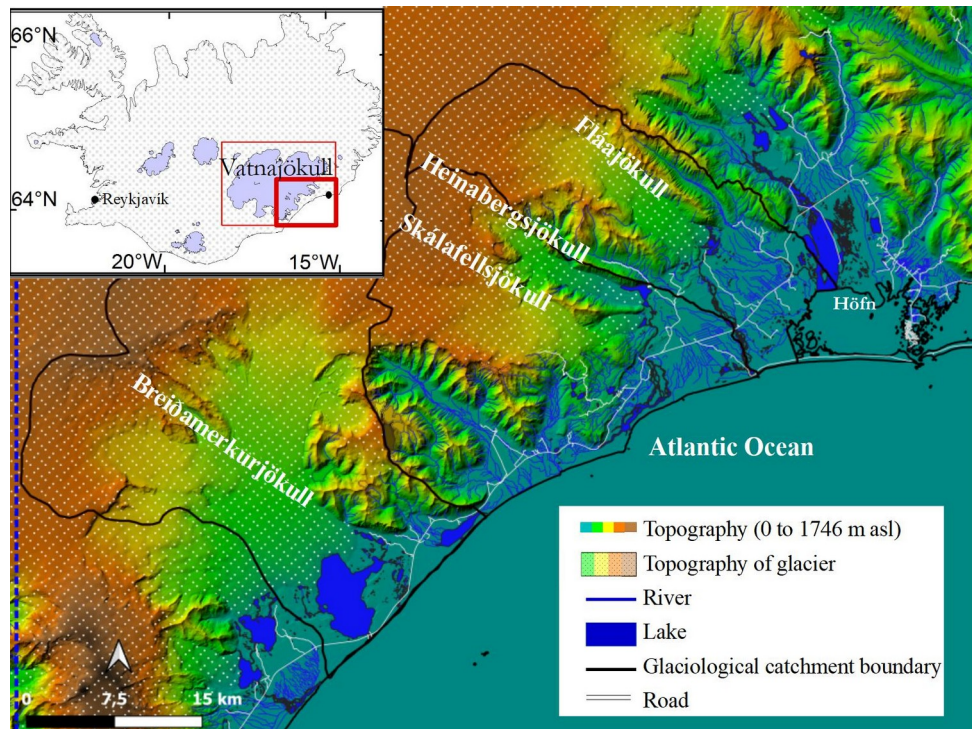 66°N
Vatnajökull
Reykjavik
64°N
20°W
15°W
Fláajökull
Heinabergsjökull
Skálafellsjökull
Breiðamerkurjökull
Höfn
Atlantic Ocean
Topography (0 to 1746 m asl)
Topography of glacier
River
Lake
Glaciological catchment boundary
Road
0
7,5
15 km